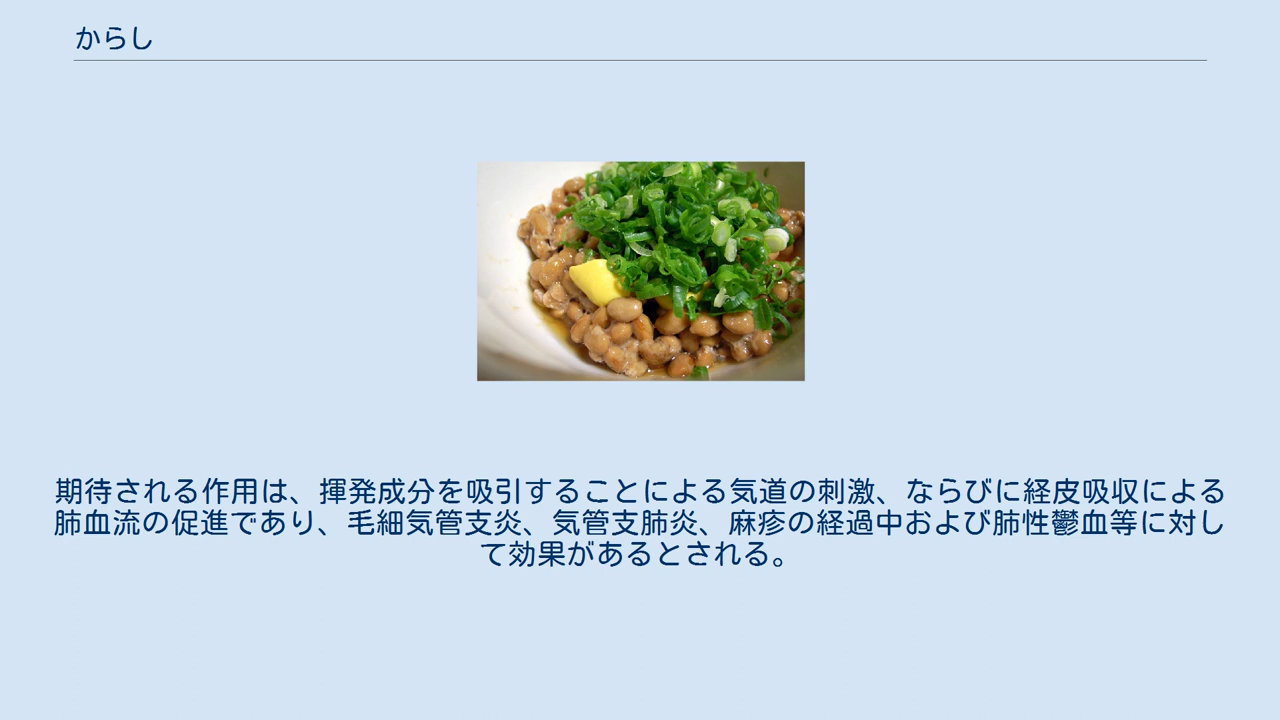 からし
期待される作用は、揮発成分を吸引することによる気道の刺激、ならびに経皮吸収による
肺血流の促進であり、毛細気管支炎、気管支肺炎、麻疹の経過中および肺性鬱血等に対し
て効果があるとされる。